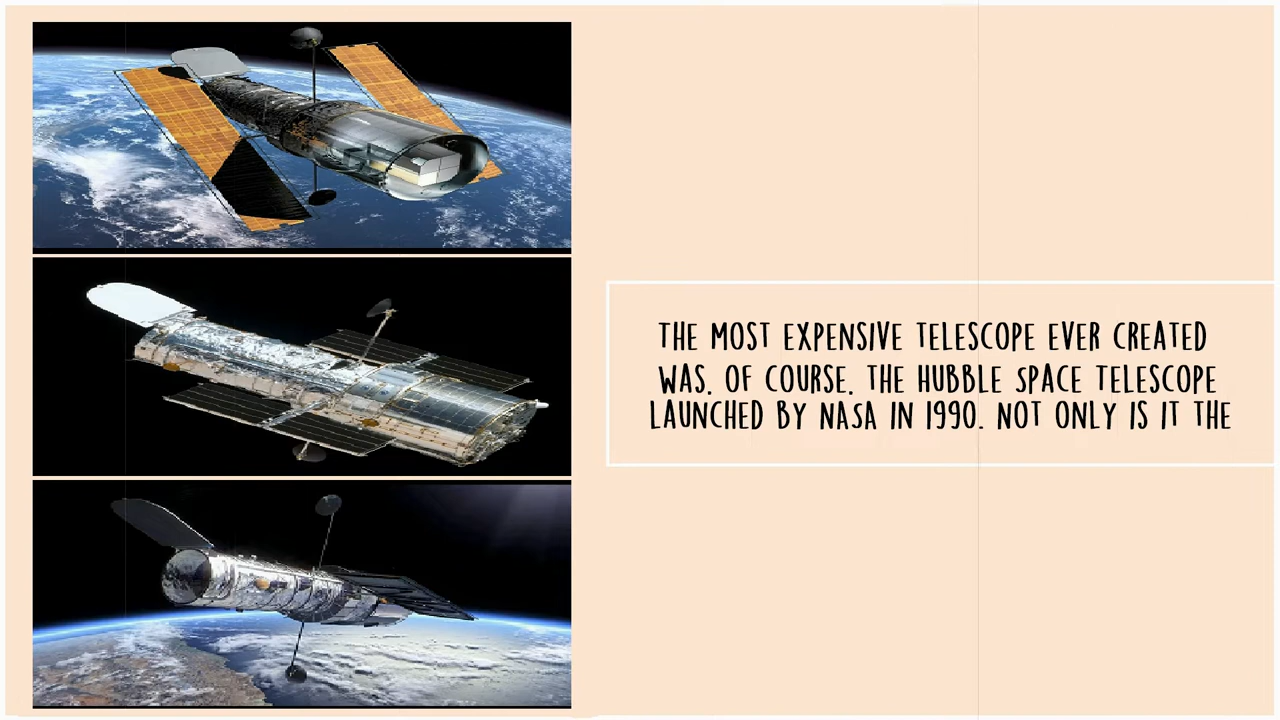 THE MOST EXPENSIVE TELESCOPE EVER CREATED
WAS, OF COURSE, THE HUBBLE SPACE TELESCOPE
LAUNCHED BY NASA IN 1990. NOT ONLY IS IT THE